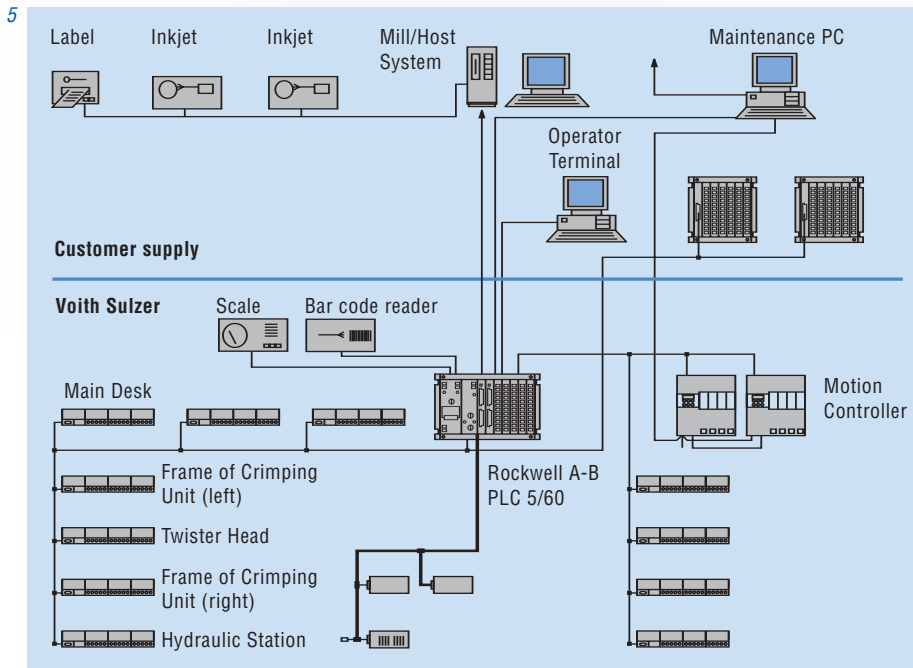 5
Label
Inkjet
Inkjet
Mill/Host
System
Maintenance PC
Operator
Terminal
Customer supply
Voith Sulzer
Scale
Bar code reader
Main Desk
Motion
Controller
Frame of Crimping
Unit (left)
Rockwell A-B
PLC 5/60
Twister Head
Frame of Crimping
Unit (right)
Hydraulic Station